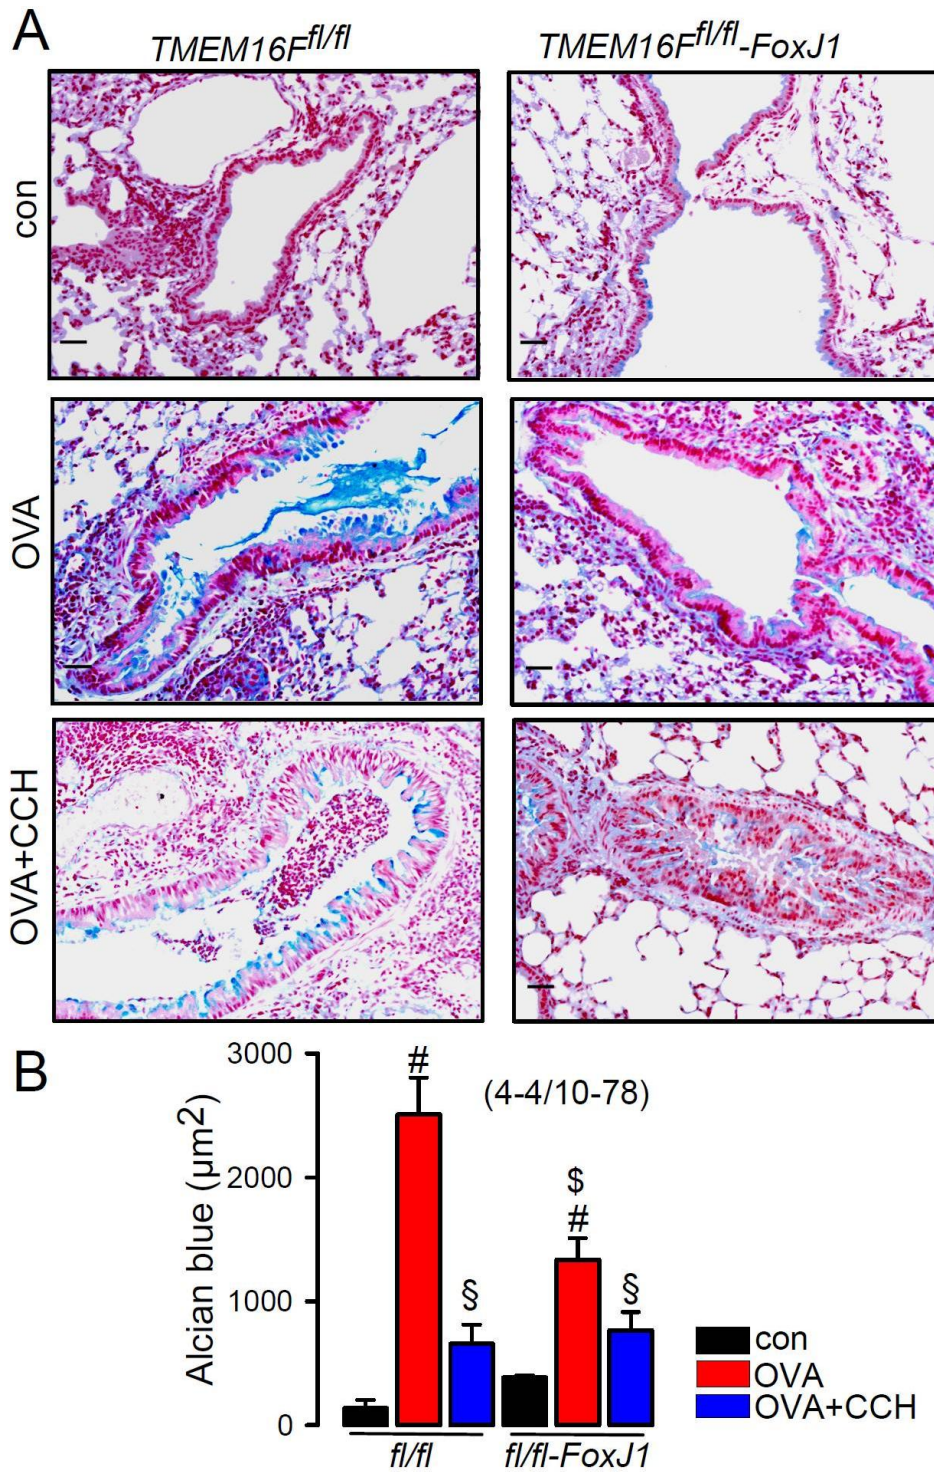 A
TMEM16F^fl/fl
TMEM16F^fl/fl-FoxJ1
con
OVA
OVA+CCH
B
Alcian blue (µm²)
3000
2000
1000
0
#
(4-4/10-78)
§
$
#
§
fl/fl
fl/fl-FoxJ1
con
OVA
OVA+CCH